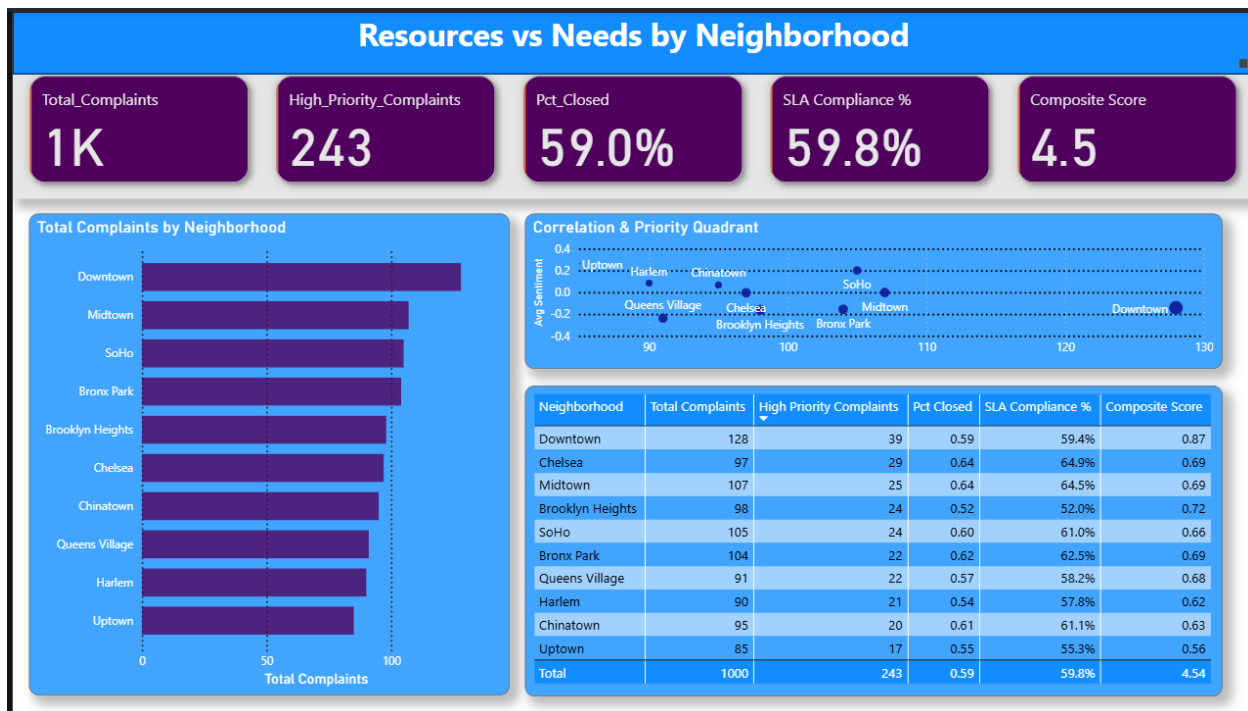 Resources vs Needs by Neighborhood
Total_Complaints
1K
High_Priority_Complaints
243
Pct_Closed
59.0%
SLA Compliance %
59.8%
Composite Score
4.5
Total Complaints by Neighborhood
Downtown
Midtown
SoHo
Bronx Park
Brooklyn Heights
Chelsea
Chinatown
Queens Village
Harlem
Uptown
0 50 100
Total Complaints
Correlation & Priority Quadrant
Avg Sentiment
0.4
0.2
0.0
-0.2
-0.4
Uptown
Harlem
Chinatown
SoHo
Queens Village
Chelsea
Midtown
Downtown
Brooklyn Heights
Bronx Park
90 100 110 120 130
Neighborhood Total Complaints High Priority Complaints Pct Closed SLA Compliance % Composite Score
Downtown 128 39 0.59 59.4% 0.87
Chelsea 97 29 0.64 64.9% 0.69
Midtown 107 25 0.64 64.5% 0.69
Brooklyn Heights 98 24 0.52 52.0% 0.72
SoHo 105 24 0.60 61.0% 0.66
Bronx Park 104 22 0.62 62.5% 0.69
Queens Village 91 22 0.57 58.2% 0.68
Harlem 90 21 0.54 57.8% 0.62
Chinatown 95 20 0.61 61.1% 0.63
Uptown 85 17 0.55 55.3% 0.56
Total 1000 243 0.59 59.8% 4.54